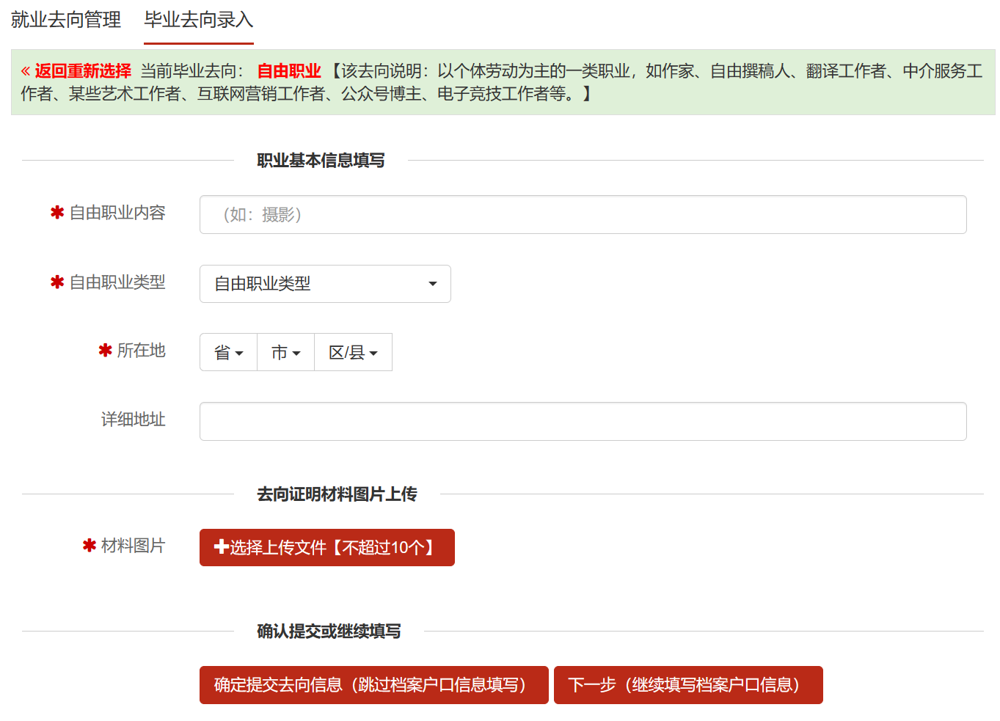 就业去向管理 毕业去向录入
« 返回重新选择 当前毕业去向： 自由职业 【该去向说明：以个体劳动为主的一类职业，如作家、自由撰稿人、翻译工作者、中介服务工
作者、某些艺术工作者、互联网营销工作者、公众号博主、电子竞技工作者等。】
职业基本信息填写
✱ 自由职业内容 （如：摄影）
✱ 自由职业类型 自由职业类型
✱ 所在地 省 市 区/县
详细地址
去向证明材料图片上传
✱ 材料图片 ✚选择上传文件【不超过10个】
确认提交或继续填写
确定提交去向信息（跳过档案户口信息填写） 下一步（继续填写档案户口信息）